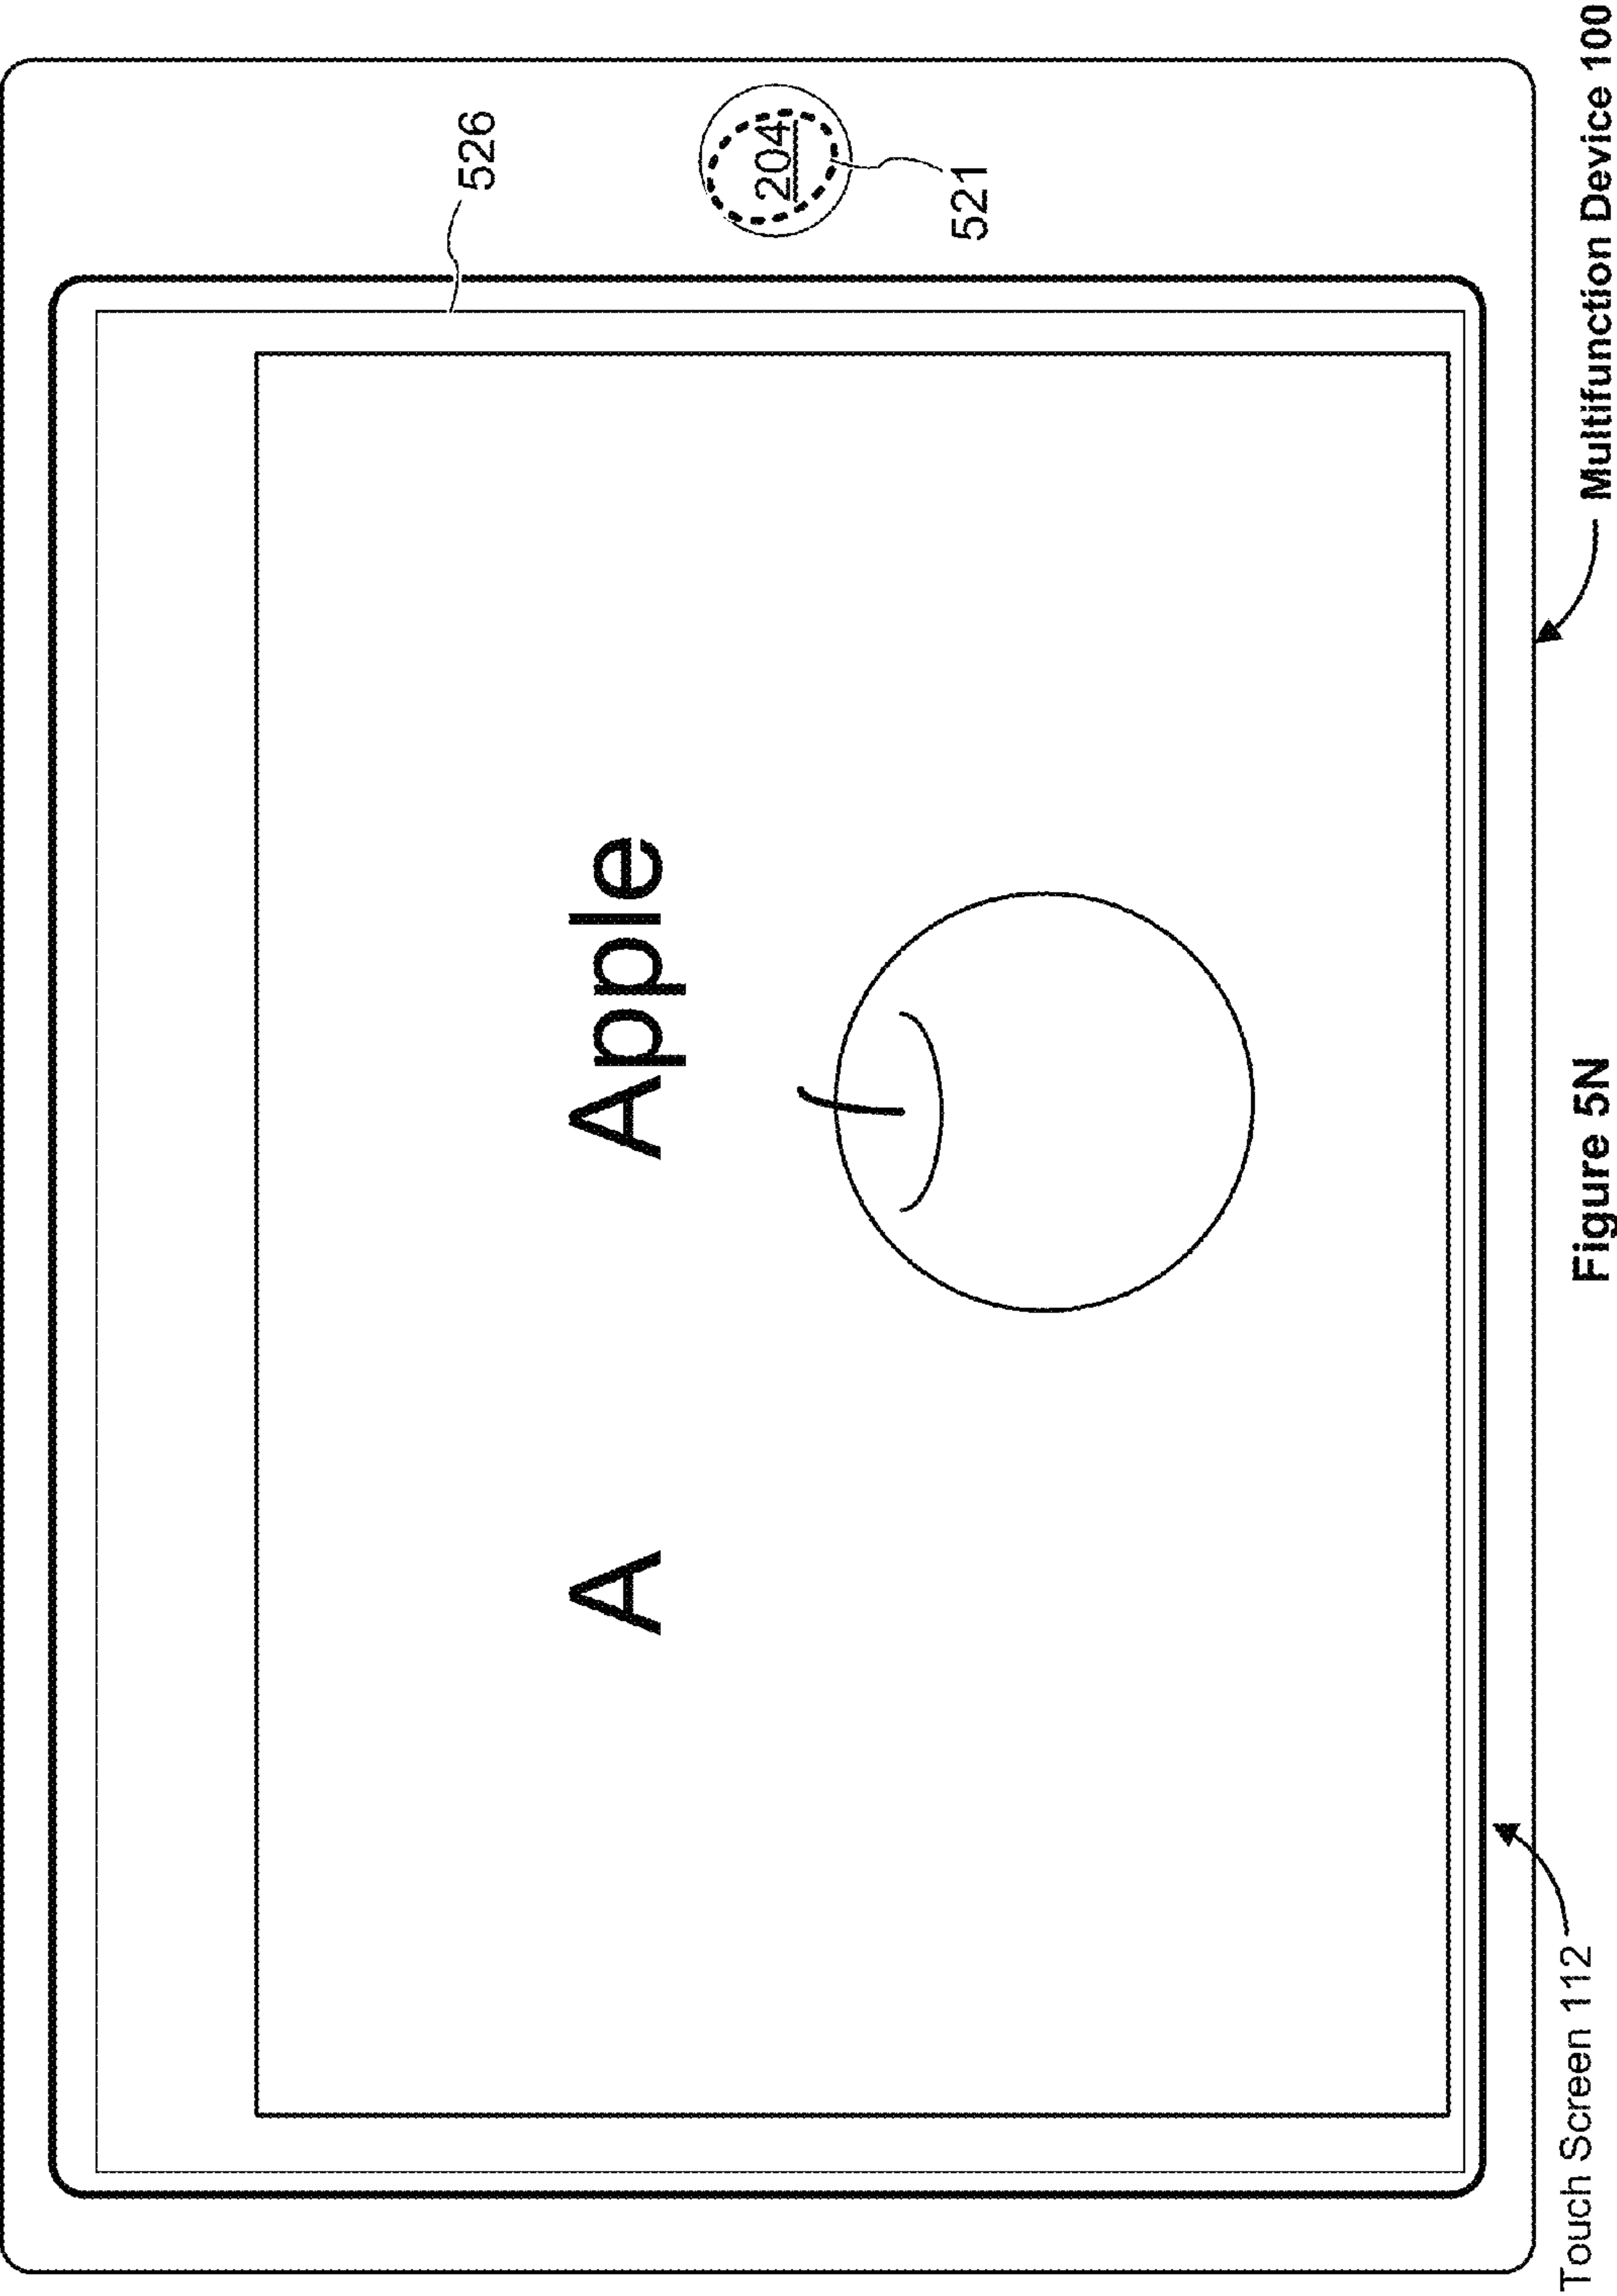 526
204
521
A Apple
Touch Screen 112
Multifunction Device 100
Figure 5N